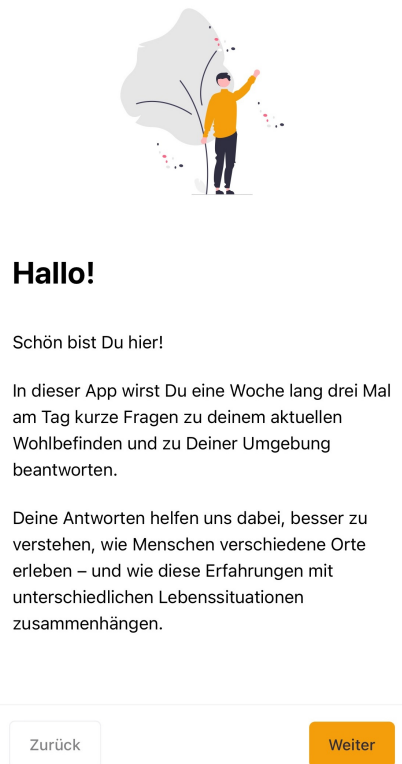 Hallo!
Schön bist Du hier!
In dieser App wirst Du eine Woche lang drei Mal
am Tag kurze Fragen zu deinem aktuellen
Wohlbefinden und zu Deiner Umgebung
beantworten.
Deine Antworten helfen uns dabei, besser zu
verstehen, wie Menschen verschiedene Orte
erleben – und wie diese Erfahrungen mit
unterschiedlichen Lebenssituationen
zusammenhängen.
Zurück
Weiter